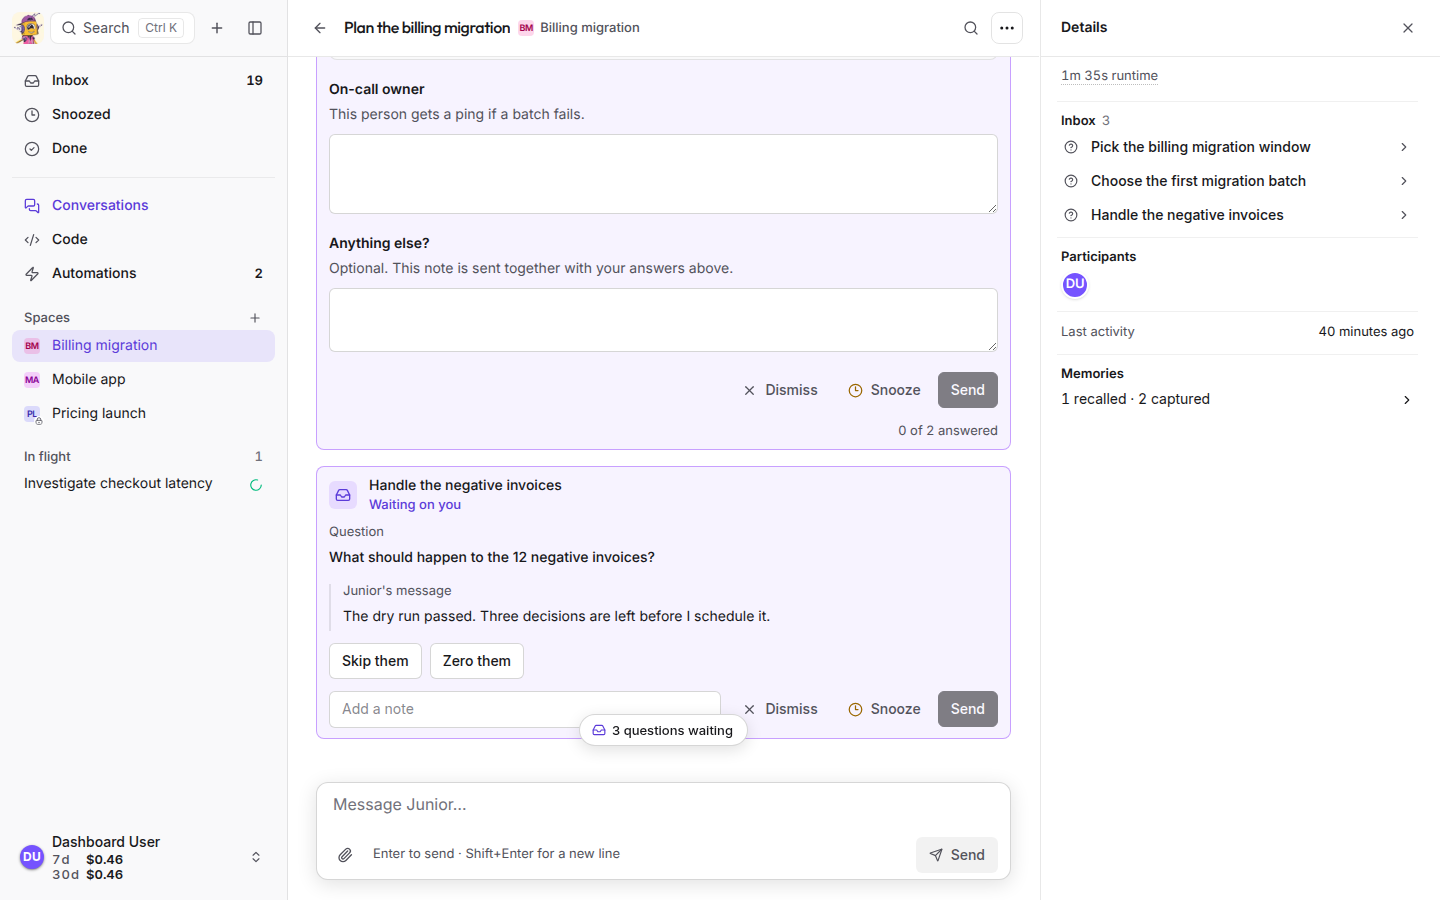 Search Ctrl K
Inbox 19
Snoozed
Done
Conversations
Code
Automations 2
Spaces
BM Billing migration
MA Mobile app
PL Pricing launch
In flight 1
Investigate checkout latency
DU Dashboard User
7d $0.46
30d $0.46
Plan the billing migration BM Billing migration
On-call owner
This person gets a ping if a batch fails.
Anything else?
Optional. This note is sent together with your answers above.
Dismiss Snooze Send
0 of 2 answered
Handle the negative invoices
Waiting on you
Question
What should happen to the 12 negative invoices?
Junior's message
The dry run passed. Three decisions are left before I schedule it.
Skip them Zero them
Add a note Dismiss Snooze Send
3 questions waiting
Message Junior...
Enter to send · Shift+Enter for a new line Send
Details
1m 35s runtime
Inbox 3
Pick the billing migration window
Choose the first migration batch
Handle the negative invoices
Participants
DU
Last activity 40 minutes ago
Memories
1 recalled · 2 captured